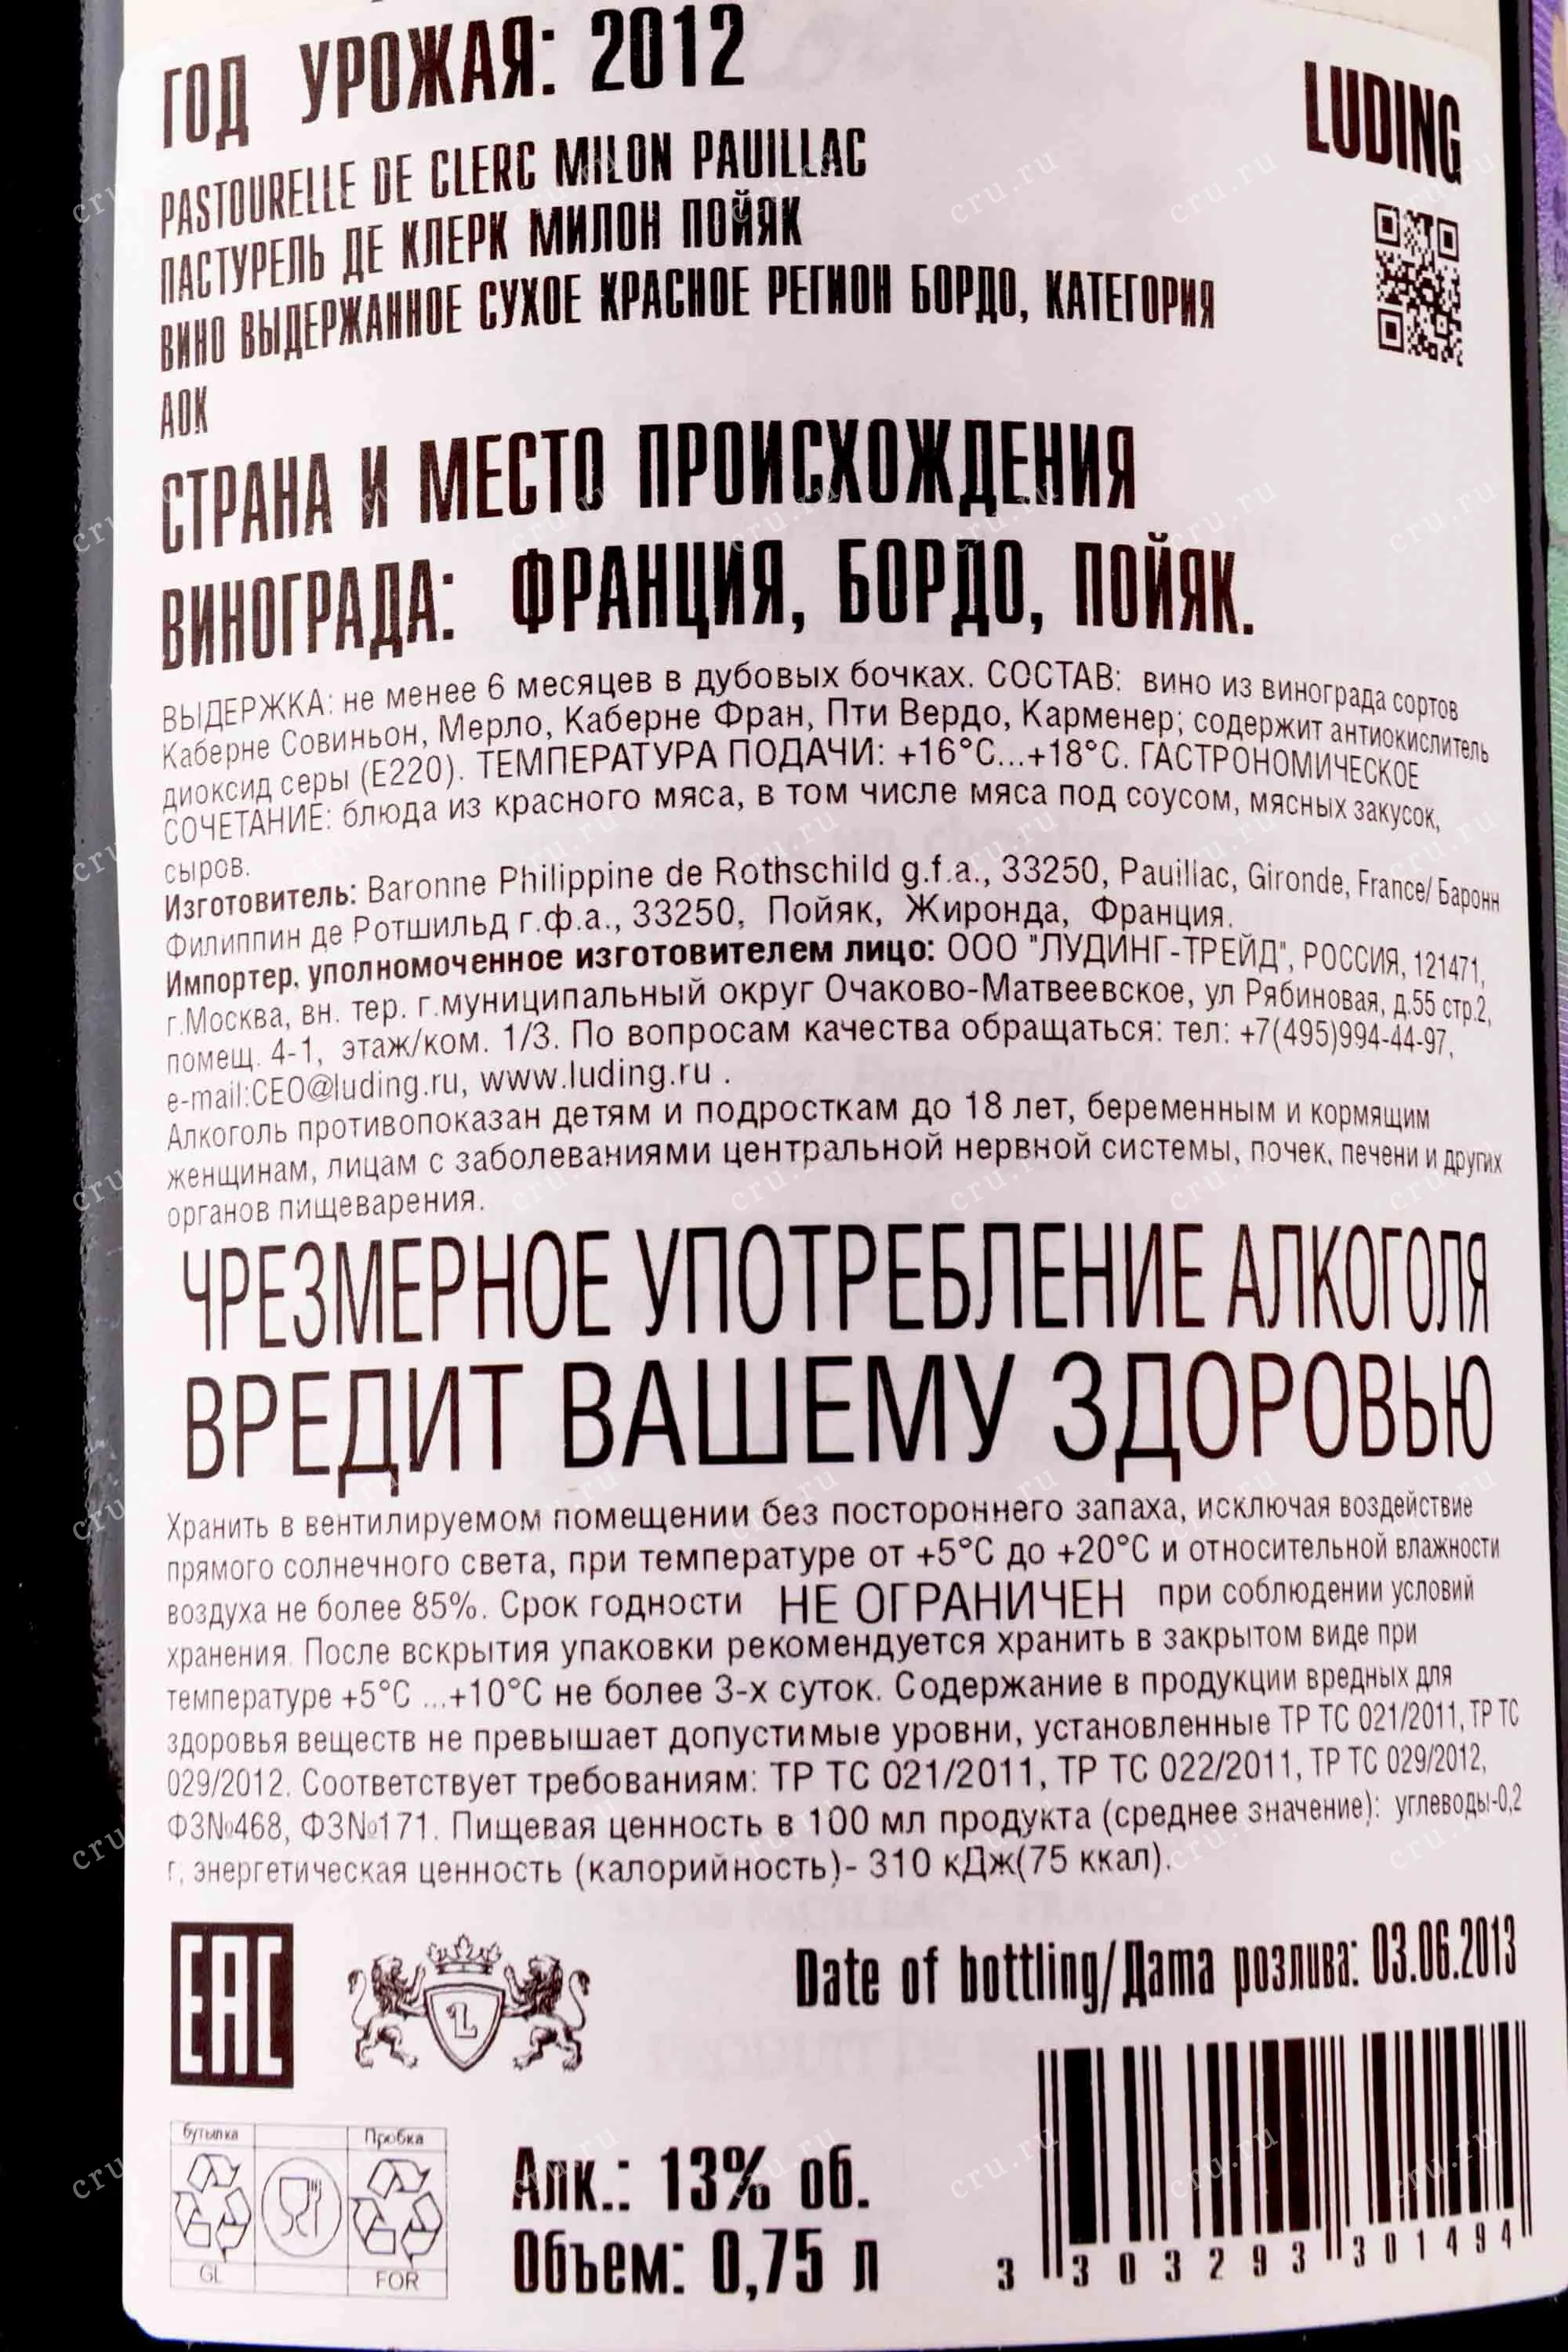 ГОД УРОЖАЯ: 2012
LUDING
PASTOURELLE DE CLERC MILON PAUILLAC
ПАСТУРЕЛЬ ДЕ КЛЕРК МИЛОН ПОЙЯК
ВИНО ВЫДЕРЖАННОЕ СУХОЕ КРАСНОЕ РЕГИОН БОРДО, КАТЕГОРИЯ
АОК
СТРАНА И МЕСТО ПРОИСХОЖДЕНИЯ
ВИНОГРАДА: ФРАНЦИЯ, БОРДО, ПОЙЯК.
ВЫДЕРЖКА: не менее 6 месяцев в дубовых бочках. СОСТАВ: вино из винограда сортов
Каберне Совиньон, Мерло, Каберне Фран, Пти Вердо, Карменер; содержит антиокислитель
диоксид серы (Е220). ТЕМПЕРАТУРА ПОДАЧИ: +16°С...+18°С. ГАСТРОНОМИЧЕСКОЕ
СОЧЕТАНИЕ: блюда из красного мяса, в том числе мяса под соусом, мясных закусок,
сыров.
Изготовитель: Baronne Philippine de Rothschild g.f.a., 33250, Pauillac, Gironde, France/ Баронн
Филиппин де Ротшильд г.ф.а., 33250, Пойяк, Жиронда, Франция.
Импортер, уполномоченное изготовителем лицо: ООО "ЛУДИНГ-ТРЕЙД", РОССИЯ, 121471,
г.Москва, вн. тер. г.муниципальный округ Очаково-Матвеевское, ул Рябиновая, д.55 стр.2,
помещ. 4-1, этаж/ком. 1/3. По вопросам качества обращаться: тел: +7(495)994-44-97,
e-mail:CEO@luding.ru, www.luding.ru .
Алкоголь противопоказан детям и подросткам до 18 лет, беременным и кормящим
женщинам, лицам с заболеваниями центральной нервной системы, почек, печени и других
органов пищеварения.
ЧРЕЗМЕРНОЕ УПОТРЕБЛЕНИЕ АЛКОГОЛЯ
ВРЕДИТ ВАШЕМУ ЗДОРОВЬЮ
Хранить в вентилируемом помещении без постороннего запаха, исключая воздействие
прямого солнечного света, при температуре от +5°С до +20°С и относительной влажности
воздуха не более 85%. Срок годности НЕ ОГРАНИЧЕН при соблюдении условий
хранения. После вскрытия упаковки рекомендуется хранить в закрытом виде при
температуре +5°С ...+10°С не более 3-х суток. Содержание в продукции вредных для
здоровья веществ не превышает допустимые уровни, установленные ТР ТС 021/2011, ТР ТС
029/2012. Соответствует требованиям: ТР ТС 021/2011, ТР ТС 022/2011, ТР ТС 029/2012,
ФЗ№468, ФЗ№171. Пищевая ценность в 100 мл продукта (среднее значение): углеводы-0,2
г, энергетическая ценность (калорийность)- 310 кДж(75 ккал).
EAC
L
Date of bottling/Дата розлива: 03.06.2013
бутылка
Пробка
GL
FOR
Алк.: 13% об.
Объем: 0,75 л
3 303293 301494
cru.ru